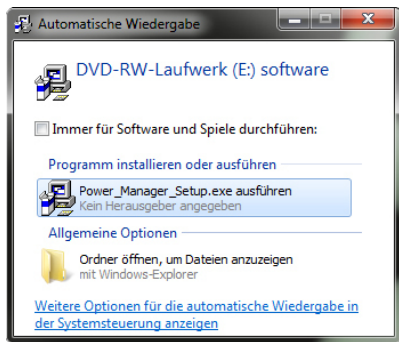 Automatische Wiedergabe
DVD-RW-Laufwerk (E:) software
Immer für Software und Spiele durchführen:
Programm installieren oder ausführen
Power_Manager_Setup.exe ausführen
Kein Herausgeber angegeben
Allgemeine Optionen
Ordner öffnen, um Dateien anzuzeigen
mit Windows-Explorer
Weitere Optionen für die automatische Wiedergabe in
der Systemsteuerung anzeigen